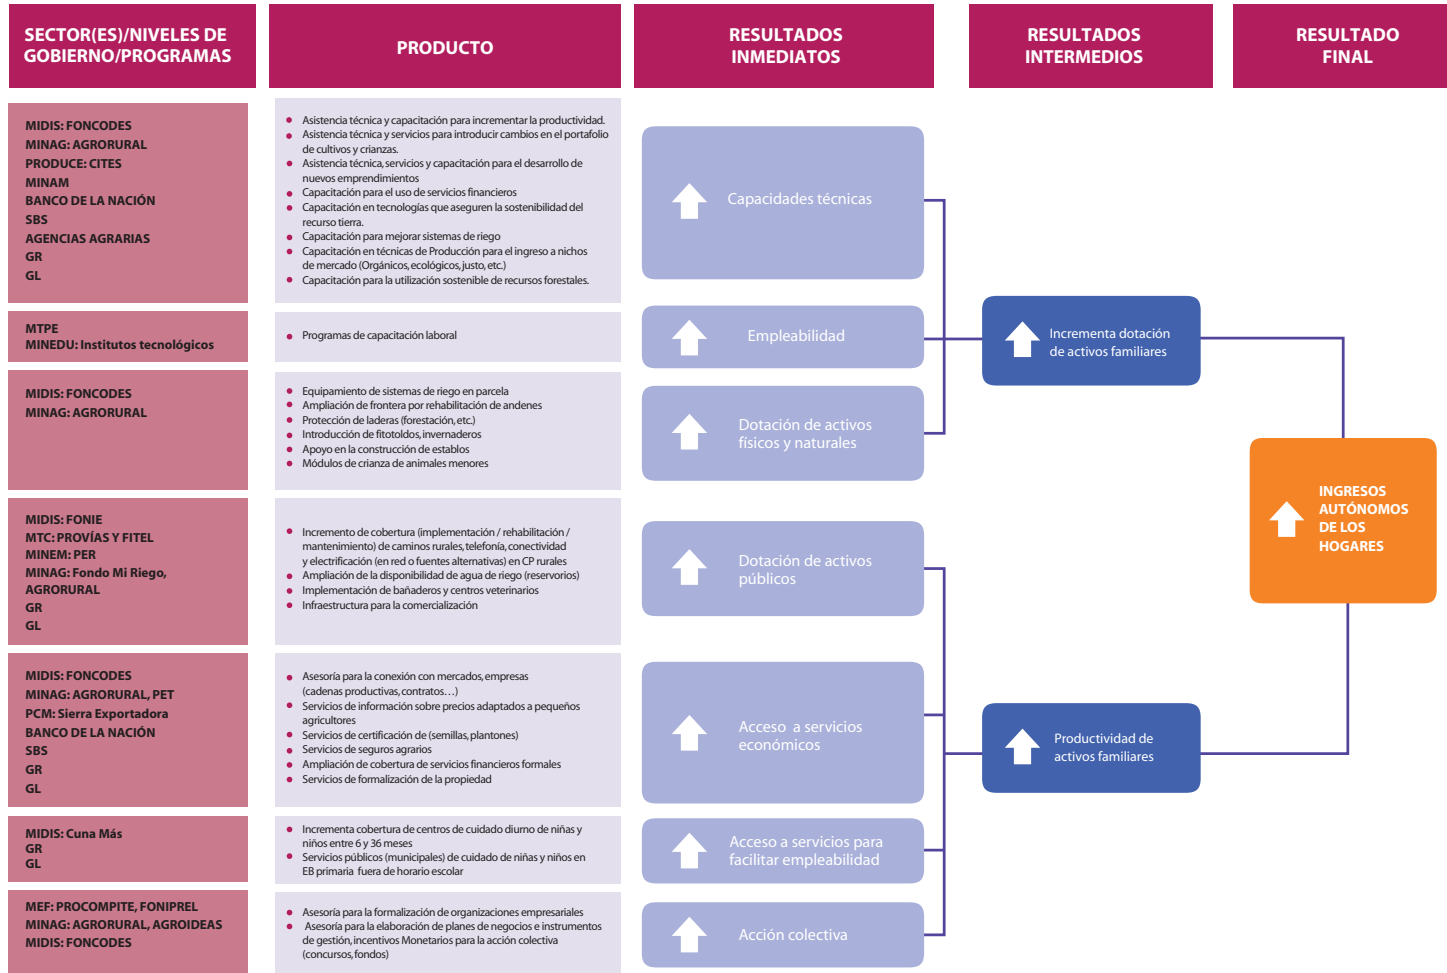 SECTOR(ES)/NIVELES DE
GOBIERNO/PROGRAMAS
PRODUCTO
RESULTADOS
INMEDIATOS
RESULTADOS
INTERMEDIOS
RESULTADO
FINAL
MIDIS: FONCODES
MINAG: AGRORURAL
PRODUCE: CITES
MINAM
BANCO DE LA NACIÓN
SBS
AGENCIAS AGRARIAS
GR
GL
Asistencia técnica y capacitación para incrementar la productividad.
Asistencia técnica y servicios para introducir cambios en el portafolio
de cultivos y crianzas.
Asistencia técnica, servicios y capacitación para el desarrollo de
nuevos emprendimientos
Capacitación para el uso de servicios financieros
Capacitación en tecnologías que aseguren la sostenibilidad del
recurso tierra.
Capacitación para mejorar sistemas de riego
Capacitación en técnicas de Producción para el ingreso a nichos
de mercado (Orgánicos, ecológicos, justo, etc.)
Capacitación para la utilización sostenible de recursos forestales.
Capacidades técnicas
MTPE
MINEDU: Institutos tecnológicos
Programas de capacitación laboral
Empleabilidad
Incrementa dotación
de activos familiares
MIDIS: FONCODES
MINAG: AGRORURAL
Equipamiento de sistemas de riego en parcela
Ampliación de frontera por rehabilitación de andenes
Protección de laderas (forestación, etc.)
Introducción de fitotoldos, invernaderos
Apoyo en la construcción de establos
Módulos de crianza de animales menores
Dotación de activos
físicos y naturales
INGRESOS
AUTÓNOMOS
DE LOS
HOGARES
MIDIS: FONIE
MTC: PROVÍAS Y FITEL
MINEM: PER
MINAG: Fondo Mi Riego,
AGRORURAL
GR
GL
Incremento de cobertura (implementación / rehabilitación /
mantenimiento) de caminos rurales, telefonía, conectividad
y electrificación (en red o fuentes alternativas) en CP rurales
Ampliación de la disponibilidad de agua de riego (reservorios)
Implementación de bañaderos y centros veterinarios
Infraestructura para la comercialización
Dotación de activos
públicos
MIDIS: FONCODES
MINAG: AGRORURAL, PET
PCM: Sierra Exportadora
BANCO DE LA NACIÓN
SBS
GR
GL
Asesoría para la conexión con mercados, empresas
(cadenas productivas, contratos…)
Servicios de información sobre precios adaptados a pequeños
agricultores
Servicios de certificación de (semillas, plantones)
Servicios de seguros agrarios
Ampliación de cobertura de servicios financieros formales
Servicios de formalización de la propiedad
Acceso a servicios
económicos
Productividad de
activos familiares
MIDIS: Cuna Más
GR
GL
Incrementa cobertura de centros de cuidado diurno de niñas y
niños entre 6 y 36 meses
Servicios públicos (municipales) de cuidado de niñas y niños en
EB primaria fuera de horario escolar
Acceso a servicios para
facilitar empleabilidad
MEF: PROCOMPITE, FONIPREL
MINAG: AGRORURAL, AGROIDEAS
MIDIS: FONCODES
Asesoría para la formalización de organizaciones empresariales
Asesoría para la elaboración de planes de negocios e instrumentos
de gestión, incentivos Monetarios para la acción colectiva
(concursos, fondos)
Acción colectiva